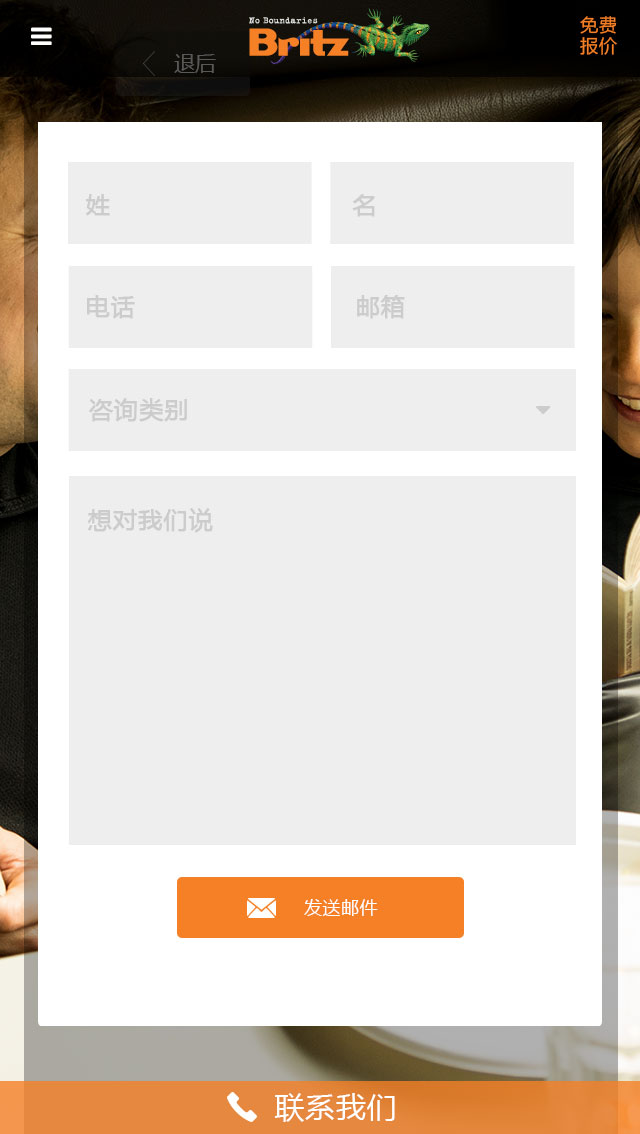 No Boundaries
Britz
免费
报价
退后
姓
名
电话
邮箱
咨询类别
想对我们说
发送邮件
联系我们